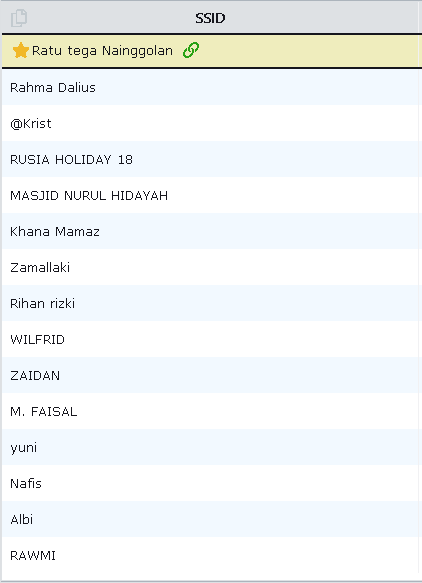 SSID
Ratu tega Nainggolan
Rahma Dalius
@Krist
RUSIA HOLIDAY 18
MASJID NURUL HIDAYAH
Khana Mamaz
Zamallaki
Rihan rizki
WILFRID
ZAIDAN
M. FAISAL
yuni
Nafis
Albi
RAWMI